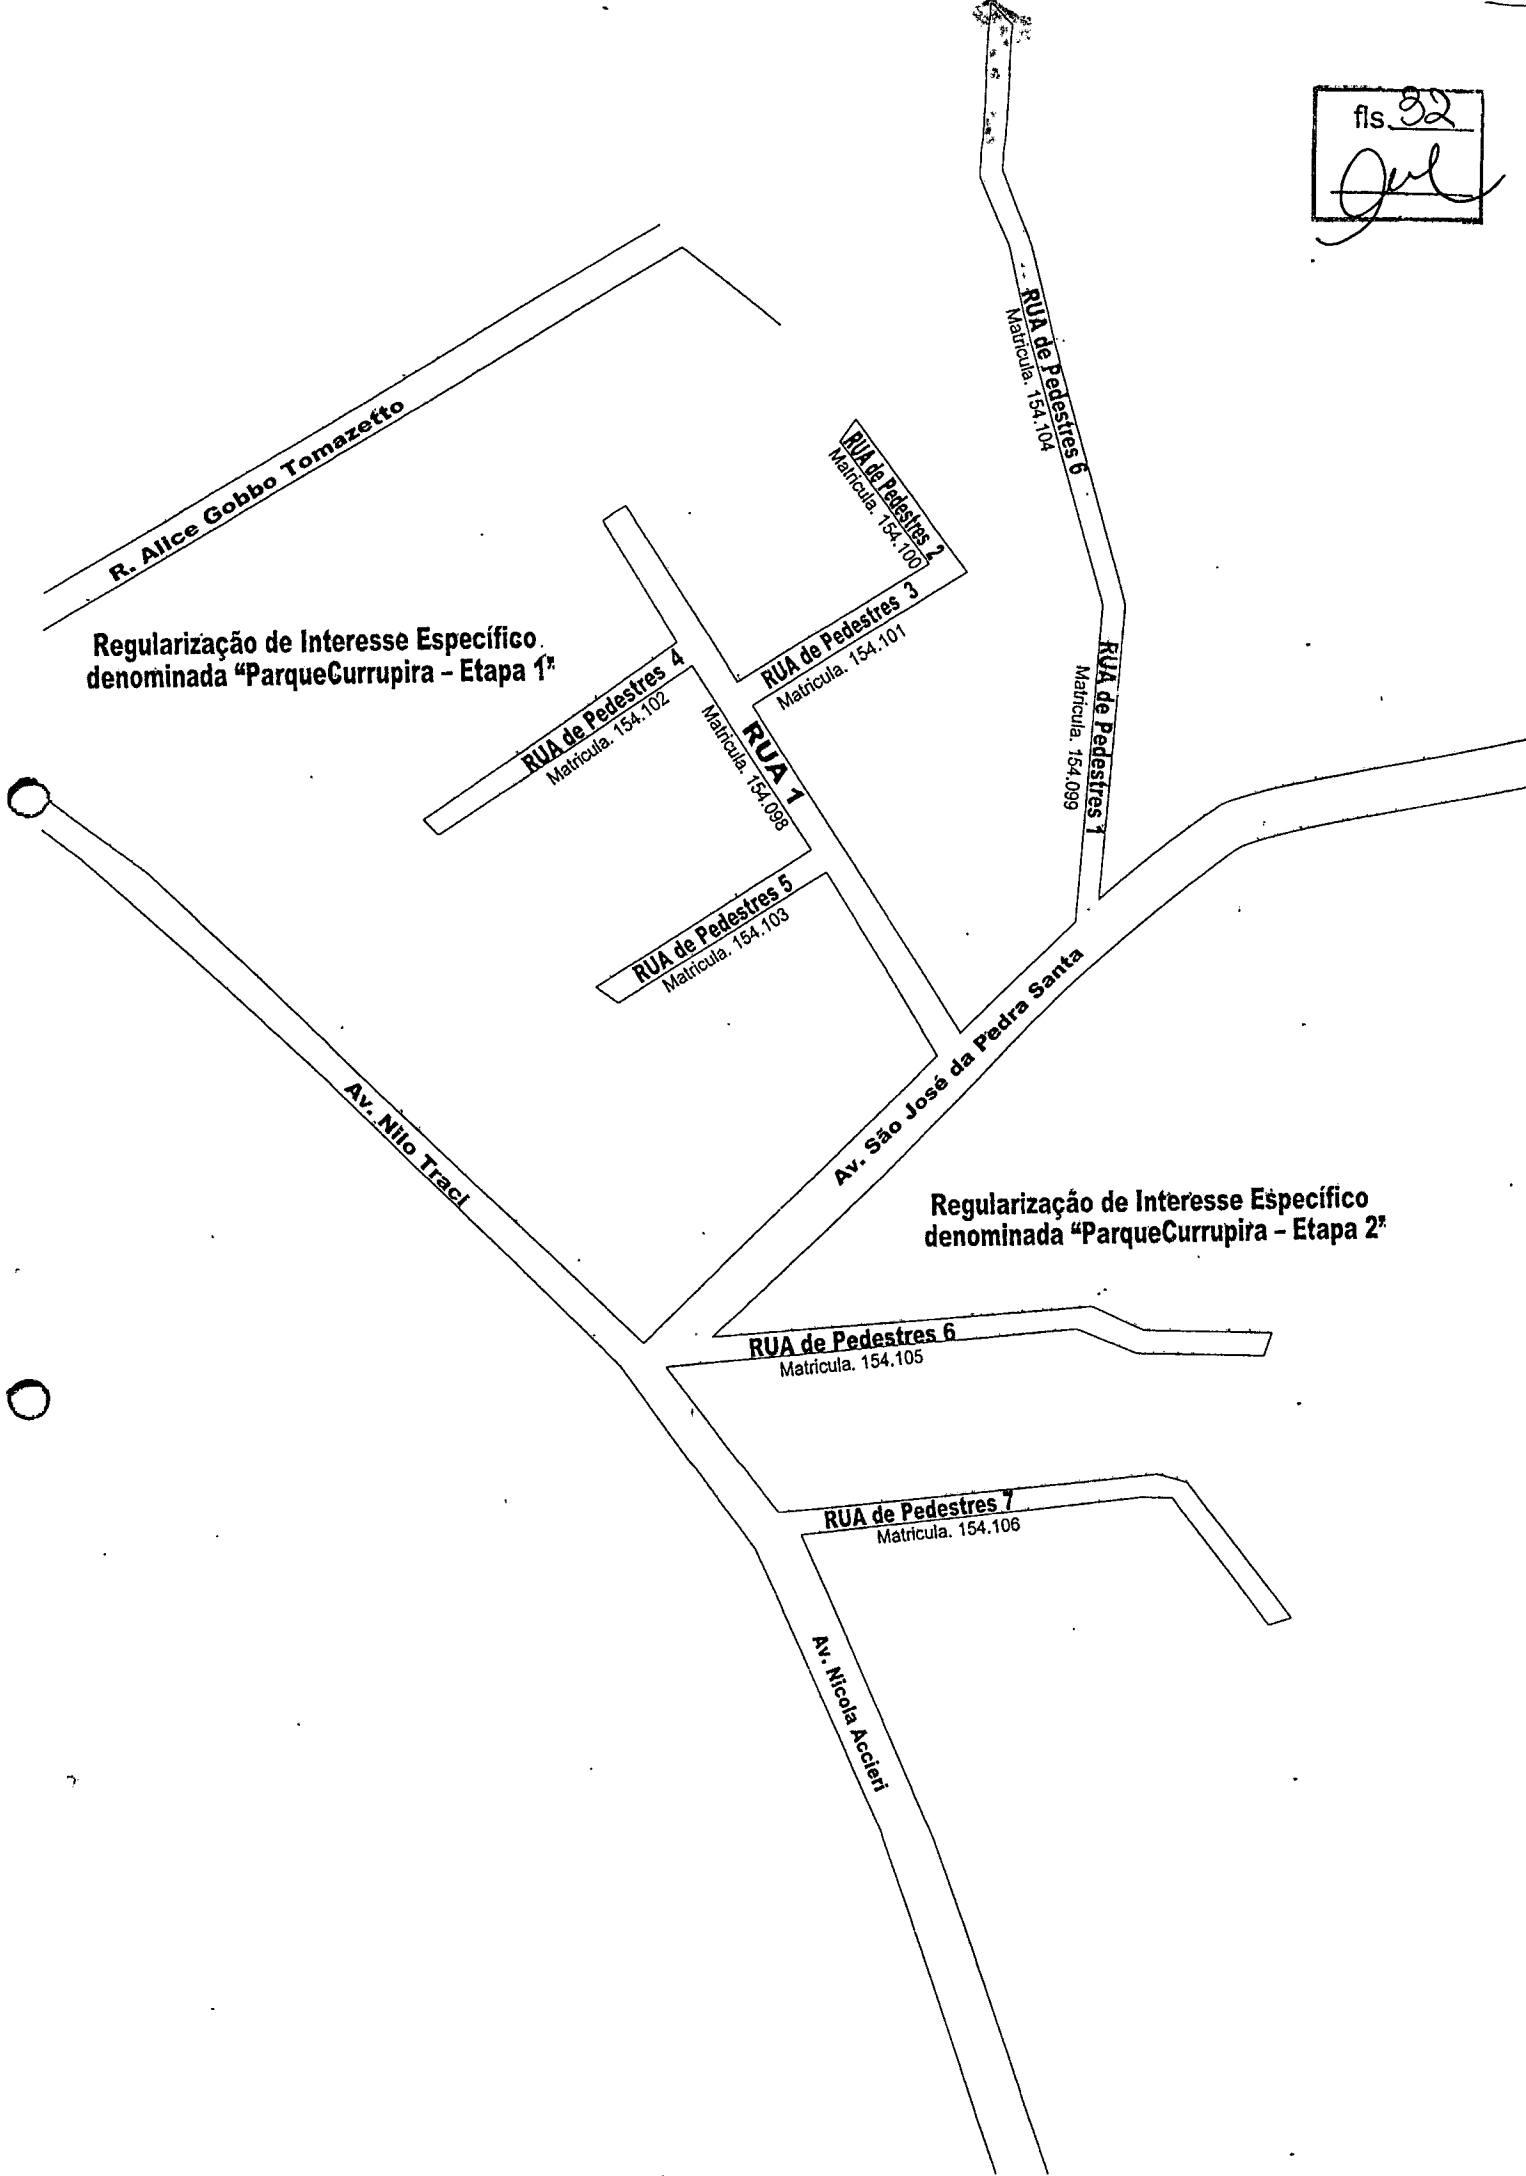 fls. 32
RUA de Pedestres 6
Matricula. 154.104
R. Alice Gobbo Tomazetto
RUA de Pedestres 2
Matricula. 154.100
RUA de Pedestres 3
Matricula. 154.101
Regularização de Interesse Específico
denominada “ParqueCurrupira – Etapa 1”
RUA de Pedestres 4
Matricula. 154.102
RUA 1
Matricula. 154.098
RUA de Pedestres 1
Matricula. 154.099
RUA de Pedestres 5
Matricula. 154.103
Av. São José da Pedra Santa
Av. Nilo Traci
Regularização de Interesse Específico
denominada “ParqueCurrupira – Etapa 2”
RUA de Pedestres 6
Matricula. 154.105
RUA de Pedestres 7
Matricula. 154.106
Av. Nicola Accieri